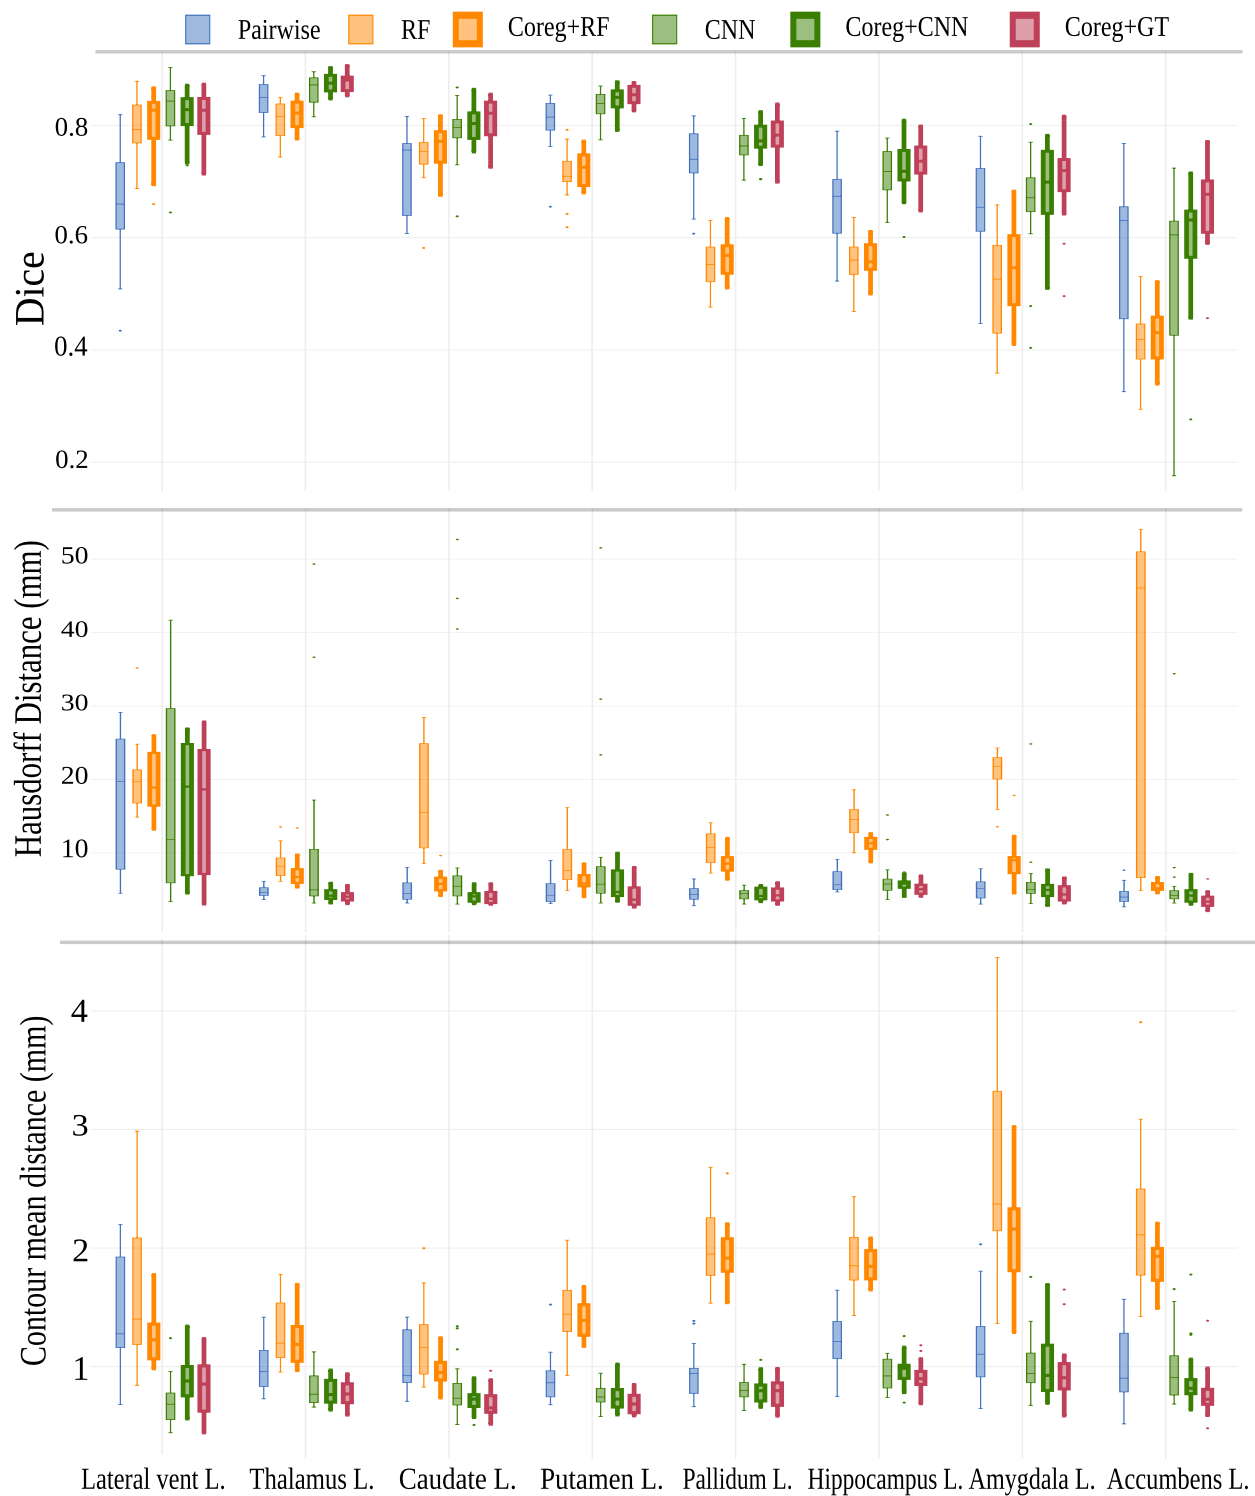 Pairwise RF Coreg+RF CNN Coreg+CNN Coreg+GT
Dice
0.8
0.6
0.4
0.2
Hausdorff Distance (mm)
50
40
30
20
10
Contour mean distance (mm)
4
3
2
1
Lateral vent L. Thalamus L. Caudate L. Putamen L. Pallidum L. Hippocampus L. Amygdala L. Accumbens L.